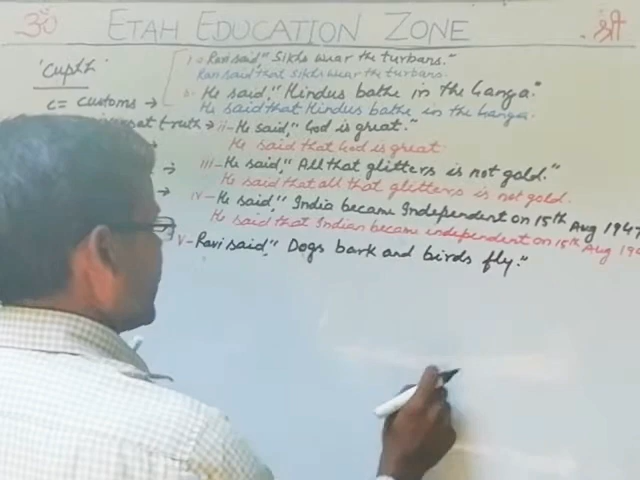 ॐ ETAH EDUCATION ZONE श्री
'Cupth'
C = customs →
i → Ravi said," Sikhs wear the turbans."
Ravi said that Sikhs wear the turbans.
He said," Hindus bathe in the Ganga."
He said that Hindus bathe in the Ganga.
truth → ii - He said," God is great."
He said that God is great.
→ III - He said," All that glitters is not gold."
He said that all that glitters is not gold.
→ IV - He said," India became Independent on 15th Aug 1947
He said that Indian became independent on 15th Aug
V - Ravi said," Dogs bark and birds fly."